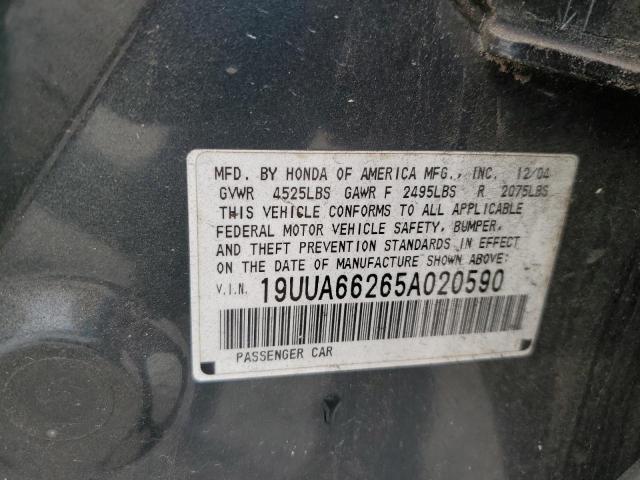 MFD. BY HONDA OF AMERICA MFG., INC. 12/04
GVWR 4525LBS GAWR F 2495LBS R 2075LBS
THIS VEHICLE CONFORMS TO ALL APPLICABLE
FEDERAL MOTOR VEHICLE SAFETY, BUMPER,
AND THEFT PREVENTION STANDARDS IN EFFECT
ON THE DATE OF MANUFACTURE SHOWN ABOVE:
V.I.N. 19UUA66265A020590
PASSENGER CAR